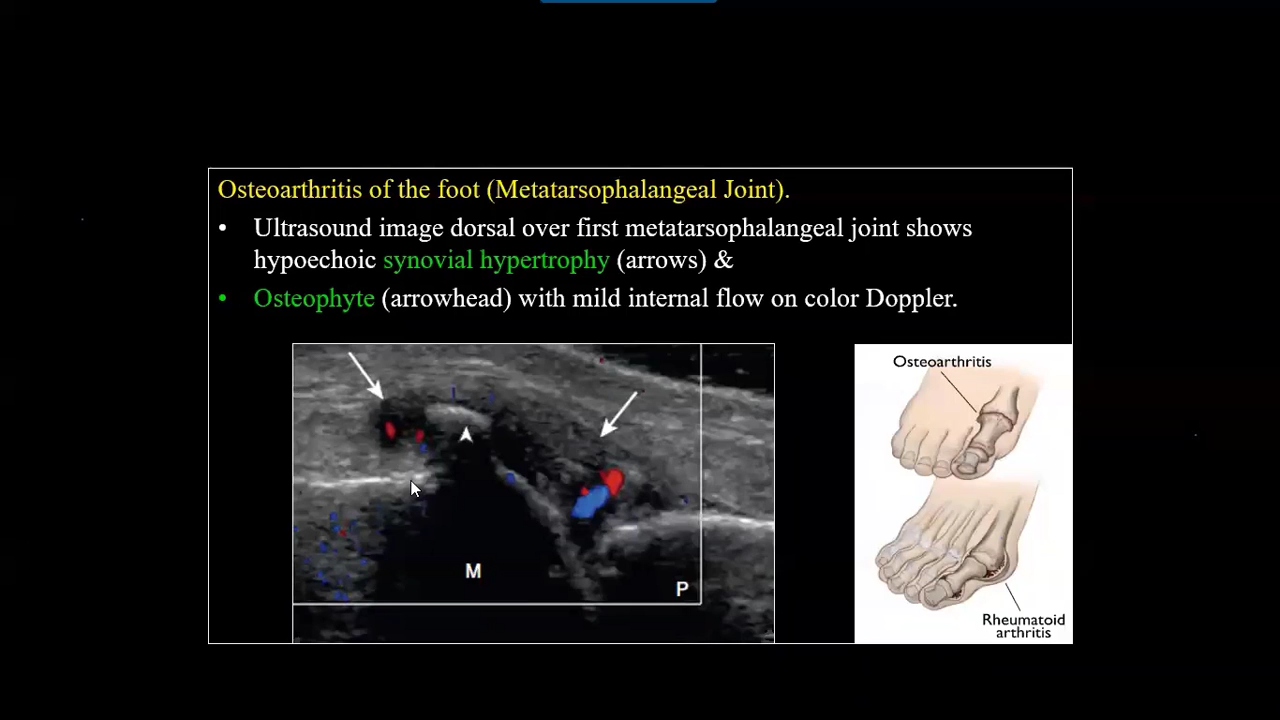 Osteoarthritis of the foot (Metatarsophalangeal Joint).
• Ultrasound image dorsal over first metatarsophalangeal joint shows
hypoechoic synovial hypertrophy (arrows) &
• Osteophyte (arrowhead) with mild internal flow on color Doppler.
Osteoarthritis
M
P
Rheumatoid
arthritis